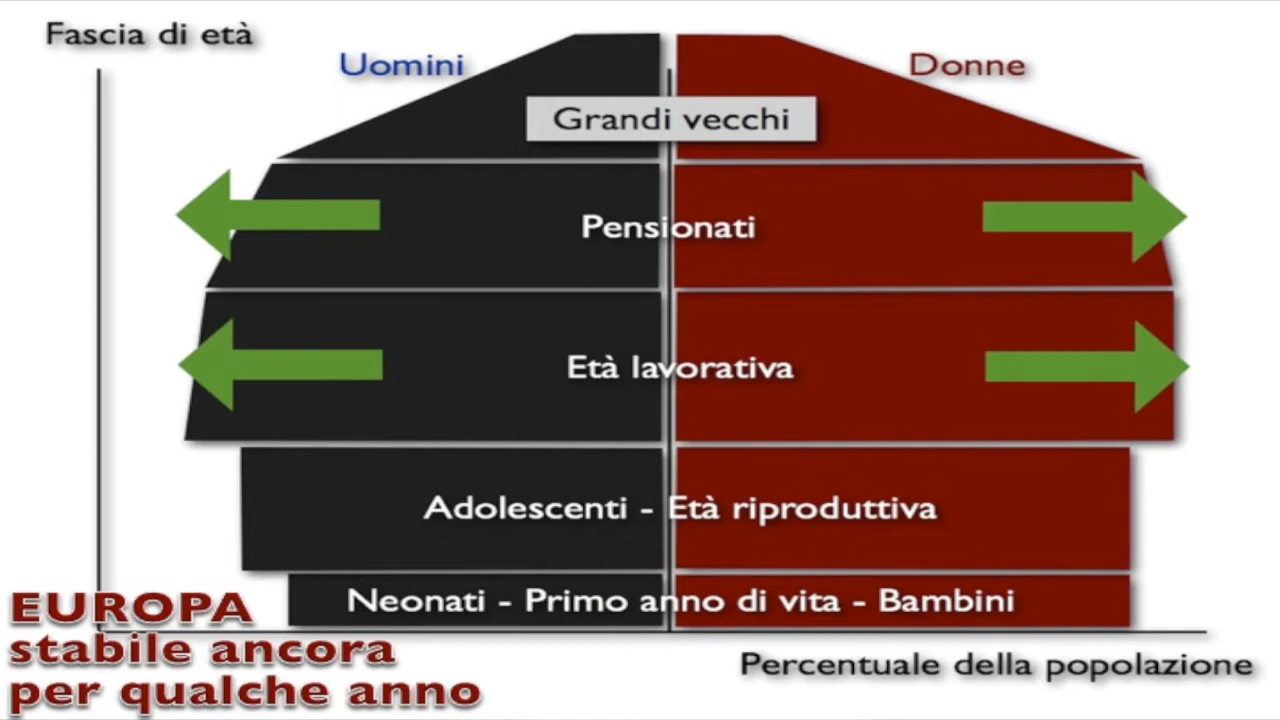 Fascia di età
Uomini
Donne
Grandi vecchi
Pensionati
Età lavorativa
Adolescenti - Età riproduttiva
Neonati - Primo anno di vita - Bambini
EUROPA
stabile ancora
per qualche anno
Percentuale della popolazione